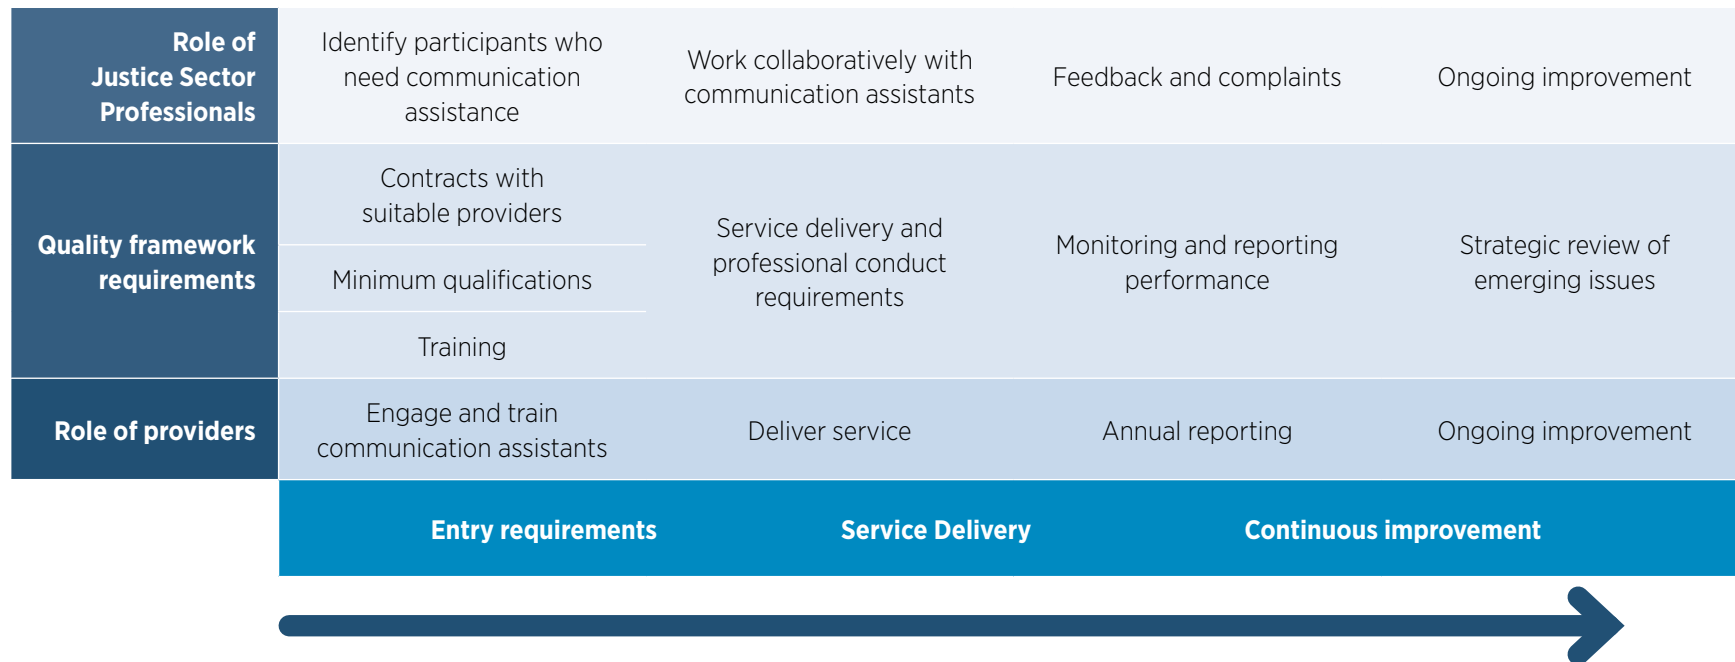 Role of
Justice Sector
Professionals
Identify participants who
need communication
assistance
Work collaboratively with
communication assistants
Feedback and complaints
Ongoing improvement
Quality framework
requirements
Contracts with
suitable providers
Minimum qualifications
Training
Service delivery and
professional conduct
requirements
Monitoring and reporting
performance
Strategic review of
emerging issues
Role of providers
Engage and train
communication assistants
Deliver service
Annual reporting
Ongoing improvement
Entry requirements
Service Delivery
Continuous improvement